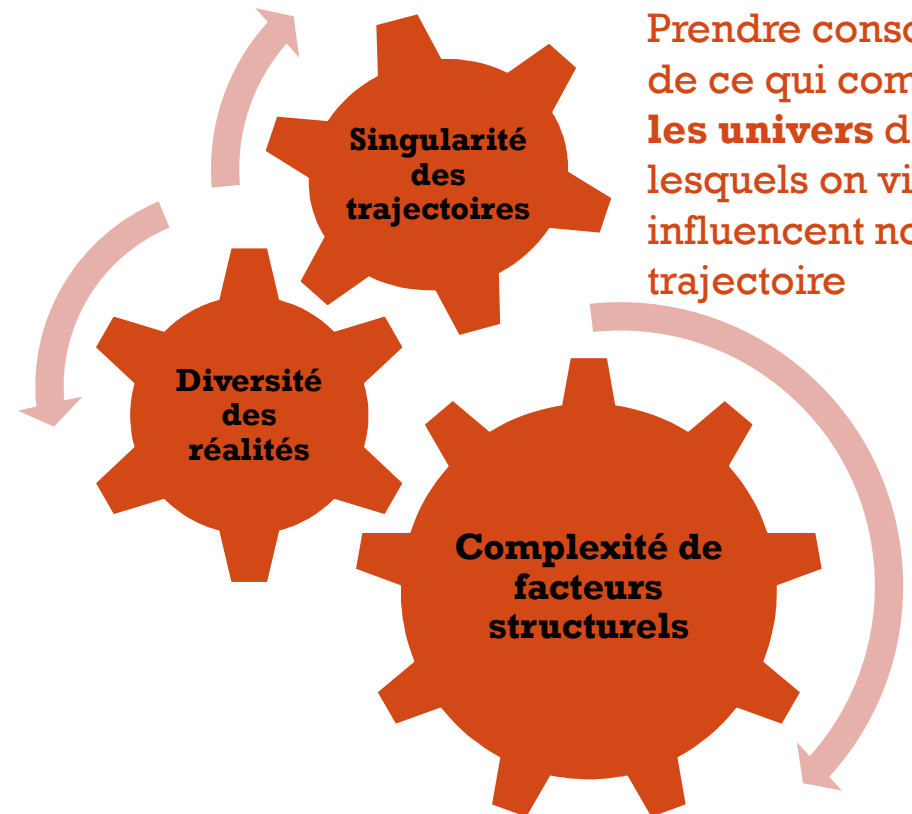 Prendre consc
de ce qui com
les univers d
lesquels on vi
influencent no
trajectoire
Singularité
des
trajectoires
Diversité
des
réalités
Complexité de
facteurs
structurels